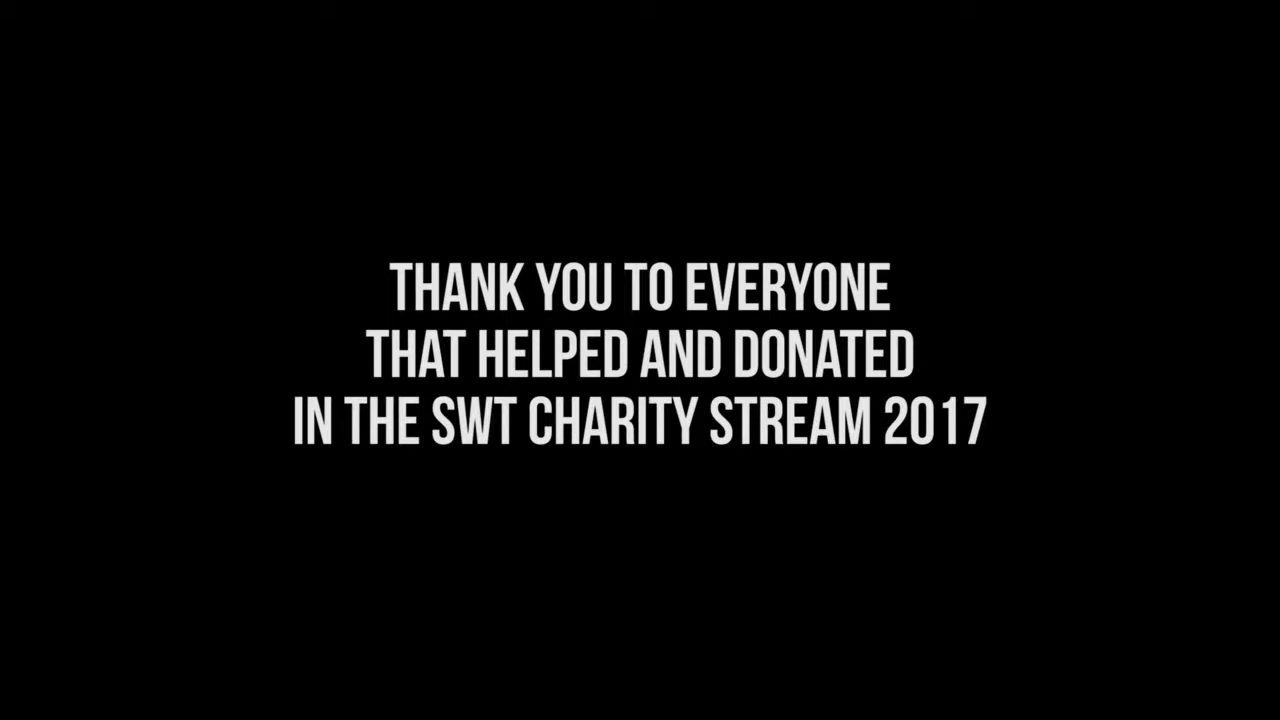 THANK YOU TO EVERYONE
THAT HELPED AND DONATED
IN THE SWT CHARITY STREAM 2017